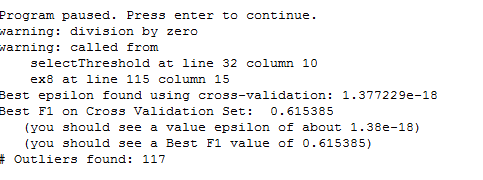 Program paused. Press enter to continue.
warning: division by zero
warning: called from
    selectThreshold at line 32 column 10
    ex8 at line 115 column 15
Best epsilon found using cross-validation: 1.377229e-18
Best F1 on Cross Validation Set:  0.615385
   (you should see a value epsilon of about 1.38e-18)
   (you should see a Best F1 value of 0.615385)
# Outliers found: 117